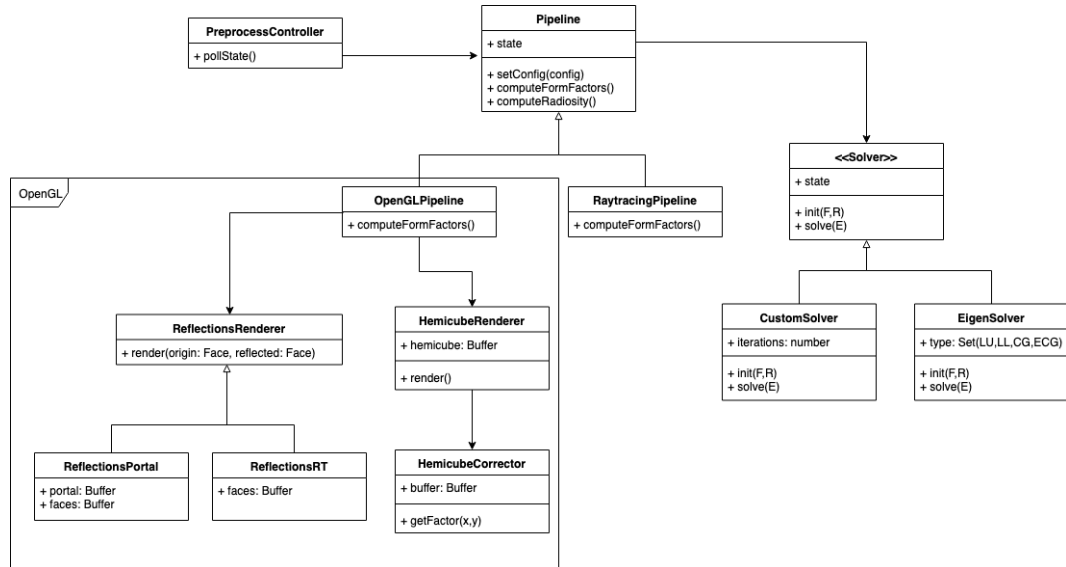 PreprocessController
+ pollState()
Pipeline
+ state
+ setConfig(config)
+ computeFormFactors()
+ computeRadiosity()
<<Solver>>
+ state
+ init(F,R)
+ solve(E)
OpenGL
OpenGLPipeline
+ computeFormFactors()
RaytracingPipeline
+ computeFormFactors()
ReflectionsRenderer
+ render(origin: Face, reflected: Face)
HemicubeRenderer
+ hemicube: Buffer
+ render()
CustomSolver
+ iterations: number
+ init(F,R)
+ solve(E)
EigenSolver
+ type: Set(LU,LL,CG,ECG)
+ init(F,R)
+ solve(E)
ReflectionsPortal
+ portal: Buffer
+ faces: Buffer
ReflectionsRT
+ faces: Buffer
HemicubeCorrector
+ buffer: Buffer
+ getFactor(x,y)